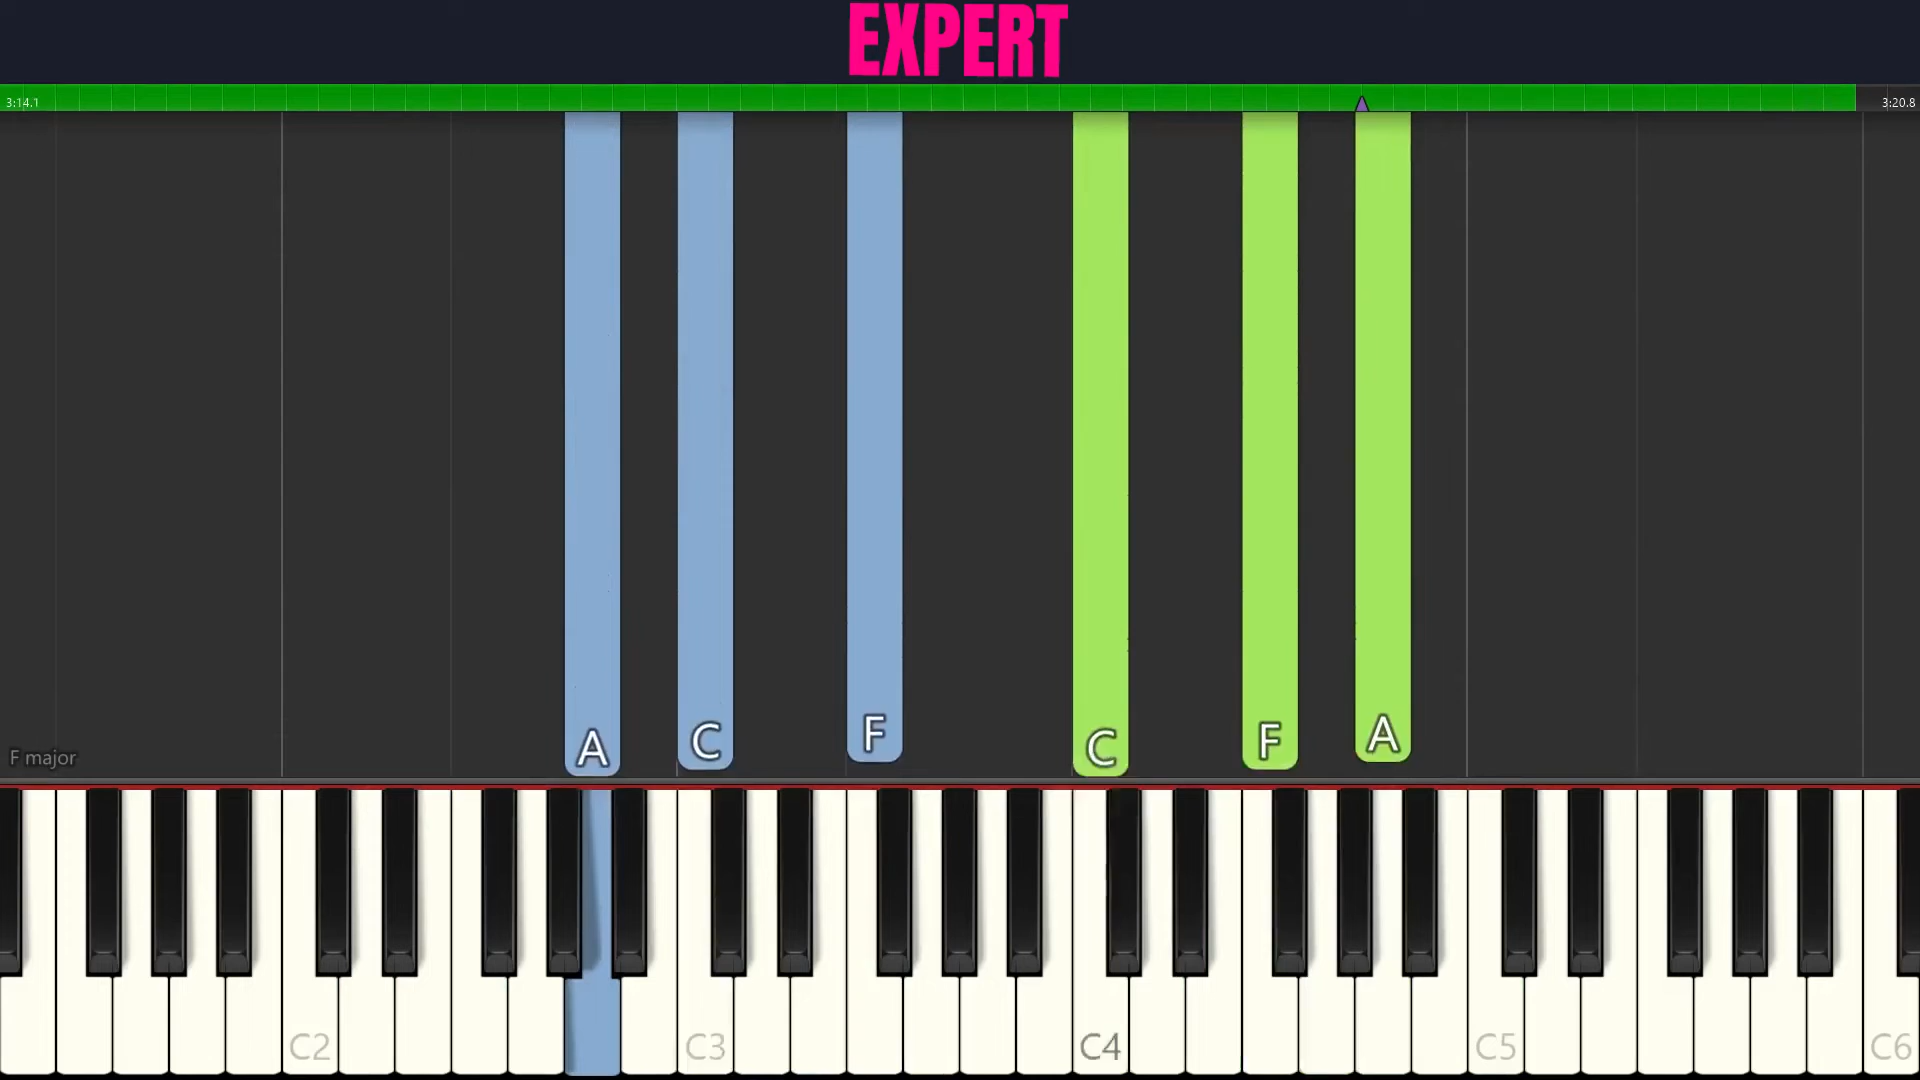 EXPERT
3:14.1 3:20.8
A C F C F A
F major
C2 C3 C4 C5 C6